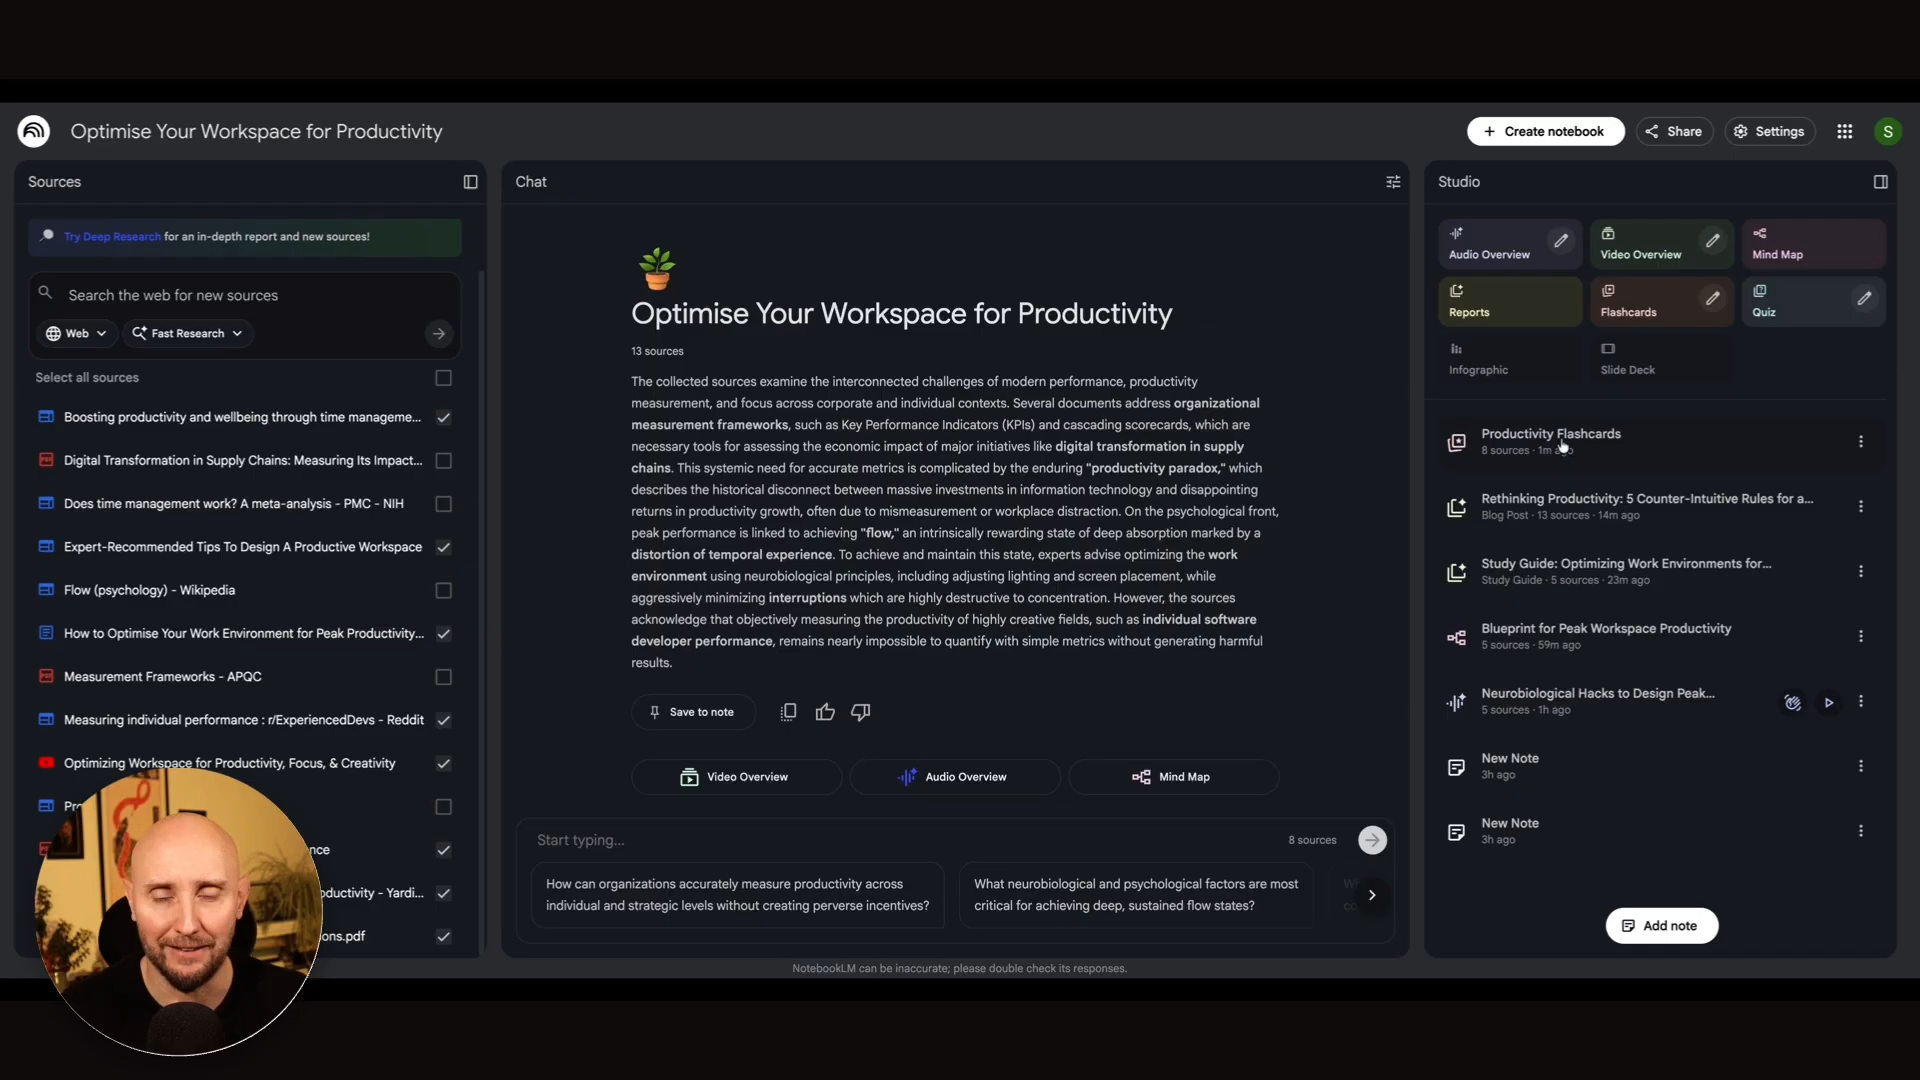 Optimise Your Workspace for Productivity
Create notebook
Share
Settings
S
Sources
Try Deep Research for an in-depth report and new sources!
Search the web for new sources
Web
Fast Research
Select all sources
Boosting productivity and wellbeing through time manageme...
Digital Transformation in Supply Chains: Measuring Its Impact...
Does time management work? A meta-analysis - PMC - NIH
Expert-Recommended Tips To Design A Productive Workspace
Flow (psychology) - Wikipedia
How to Optimise Your Work Environment for Peak Productivity...
Measurement Frameworks - APQC
Measuring individual performance : r/ExperiencedDevs - Reddit
Optimizing Workspace for Productivity, Focus, & Creativity
Chat
Optimise Your Workspace for Productivity
13 sources
The collected sources examine the interconnected challenges of modern performance, productivity
measurement, and focus across corporate and individual contexts. Several documents address organizational
measurement frameworks, such as Key Performance Indicators (KPIs) and cascading scorecards, which are
necessary tools for assessing the economic impact of major initiatives like digital transformation in supply
chains. This systemic need for accurate metrics is complicated by the enduring "productivity paradox," which
describes the historical disconnect between massive investments in information technology and disappointing
returns in productivity growth, often due to mismeasurement or workplace distraction. On the psychological front,
peak performance is linked to achieving "flow," an intrinsically rewarding state of deep absorption marked by a
distortion of temporal experience. To achieve and maintain this state, experts advise optimizing the work
environment using neurobiological principles, including adjusting lighting and screen placement, while
aggressively minimizing interruptions which are highly destructive to concentration. However, the sources
acknowledge that objectively measuring the productivity of highly creative fields, such as individual software
developer performance, remains nearly impossible to quantify with simple metrics without generating harmful
results.
Save to note
Video Overview
Audio Overview
Mind Map
Start typing...
8 sources
How can organizations accurately measure productivity across
individual and strategic levels without creating perverse incentives?
What neurobiological and psychological factors are most
critical for achieving deep, sustained flow states?
NotebookLM can be inaccurate; please double check its responses.
Studio
Audio Overview
Video Overview
Mind Map
Reports
Flashcards
Quiz
Infographic
Slide Deck
Productivity Flashcards
8 sources · 1m ago
Rethinking Productivity: 5 Counter-Intuitive Rules for a...
Blog Post · 13 sources · 14m ago
Study Guide: Optimizing Work Environments for...
Study Guide · 5 sources · 23m ago
Blueprint for Peak Workspace Productivity
5 sources · 59m ago
Neurobiological Hacks to Design Peak...
5 sources · 1h ago
New Note
3h ago
New Note
3h ago
Add note